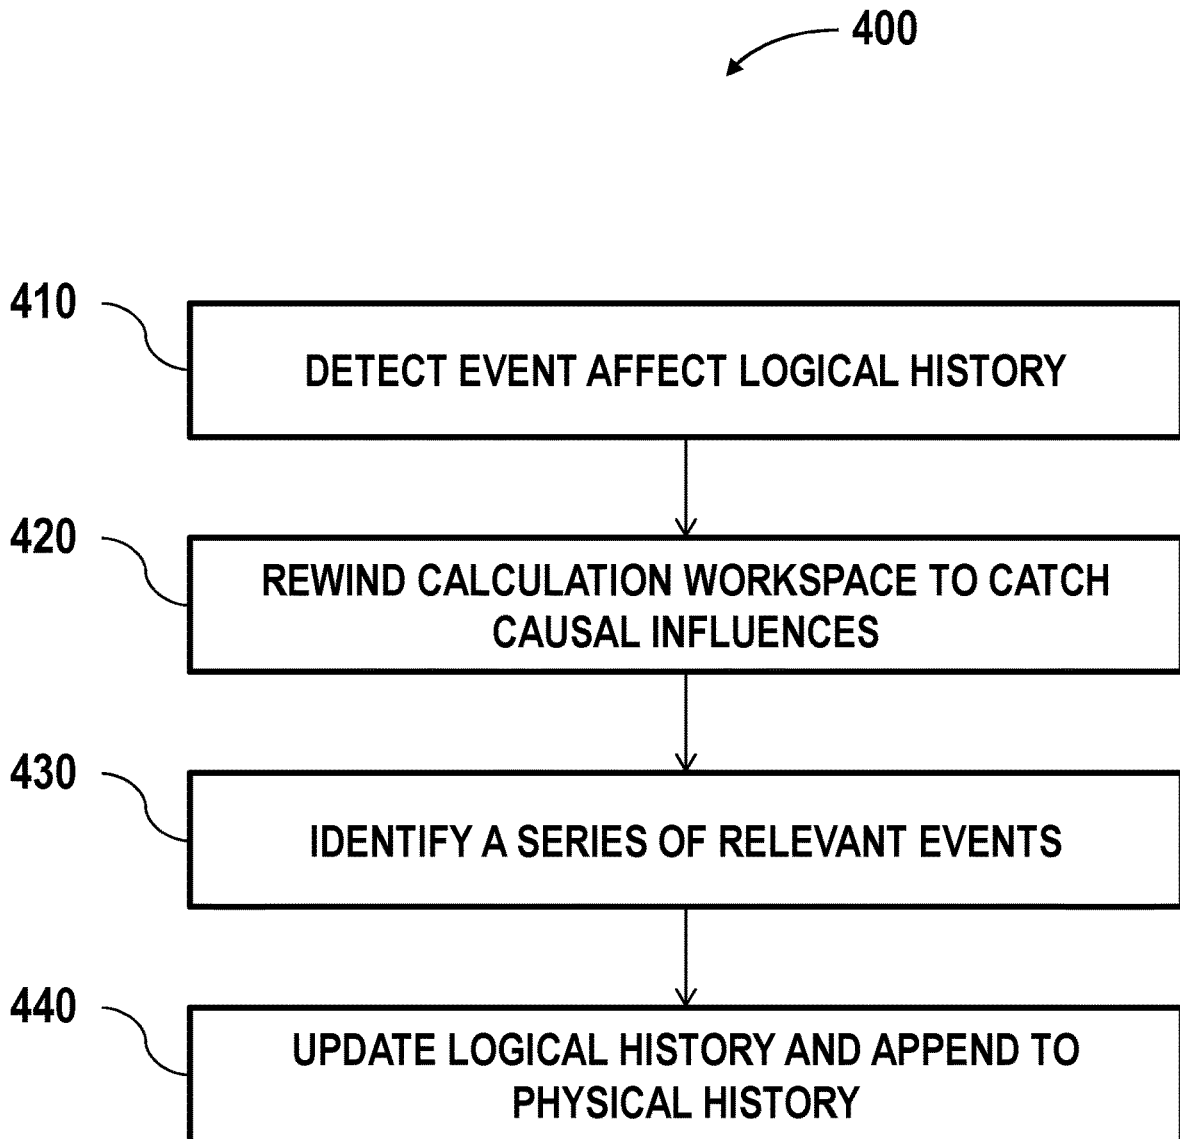 400
410
DETECT EVENT AFFECT LOGICAL HISTORY
420
REWIND CALCULATION WORKSPACE TO CATCH
CAUSAL INFLUENCES
430
IDENTIFY A SERIES OF RELEVANT EVENTS
440
UPDATE LOGICAL HISTORY AND APPEND TO
PHYSICAL HISTORY